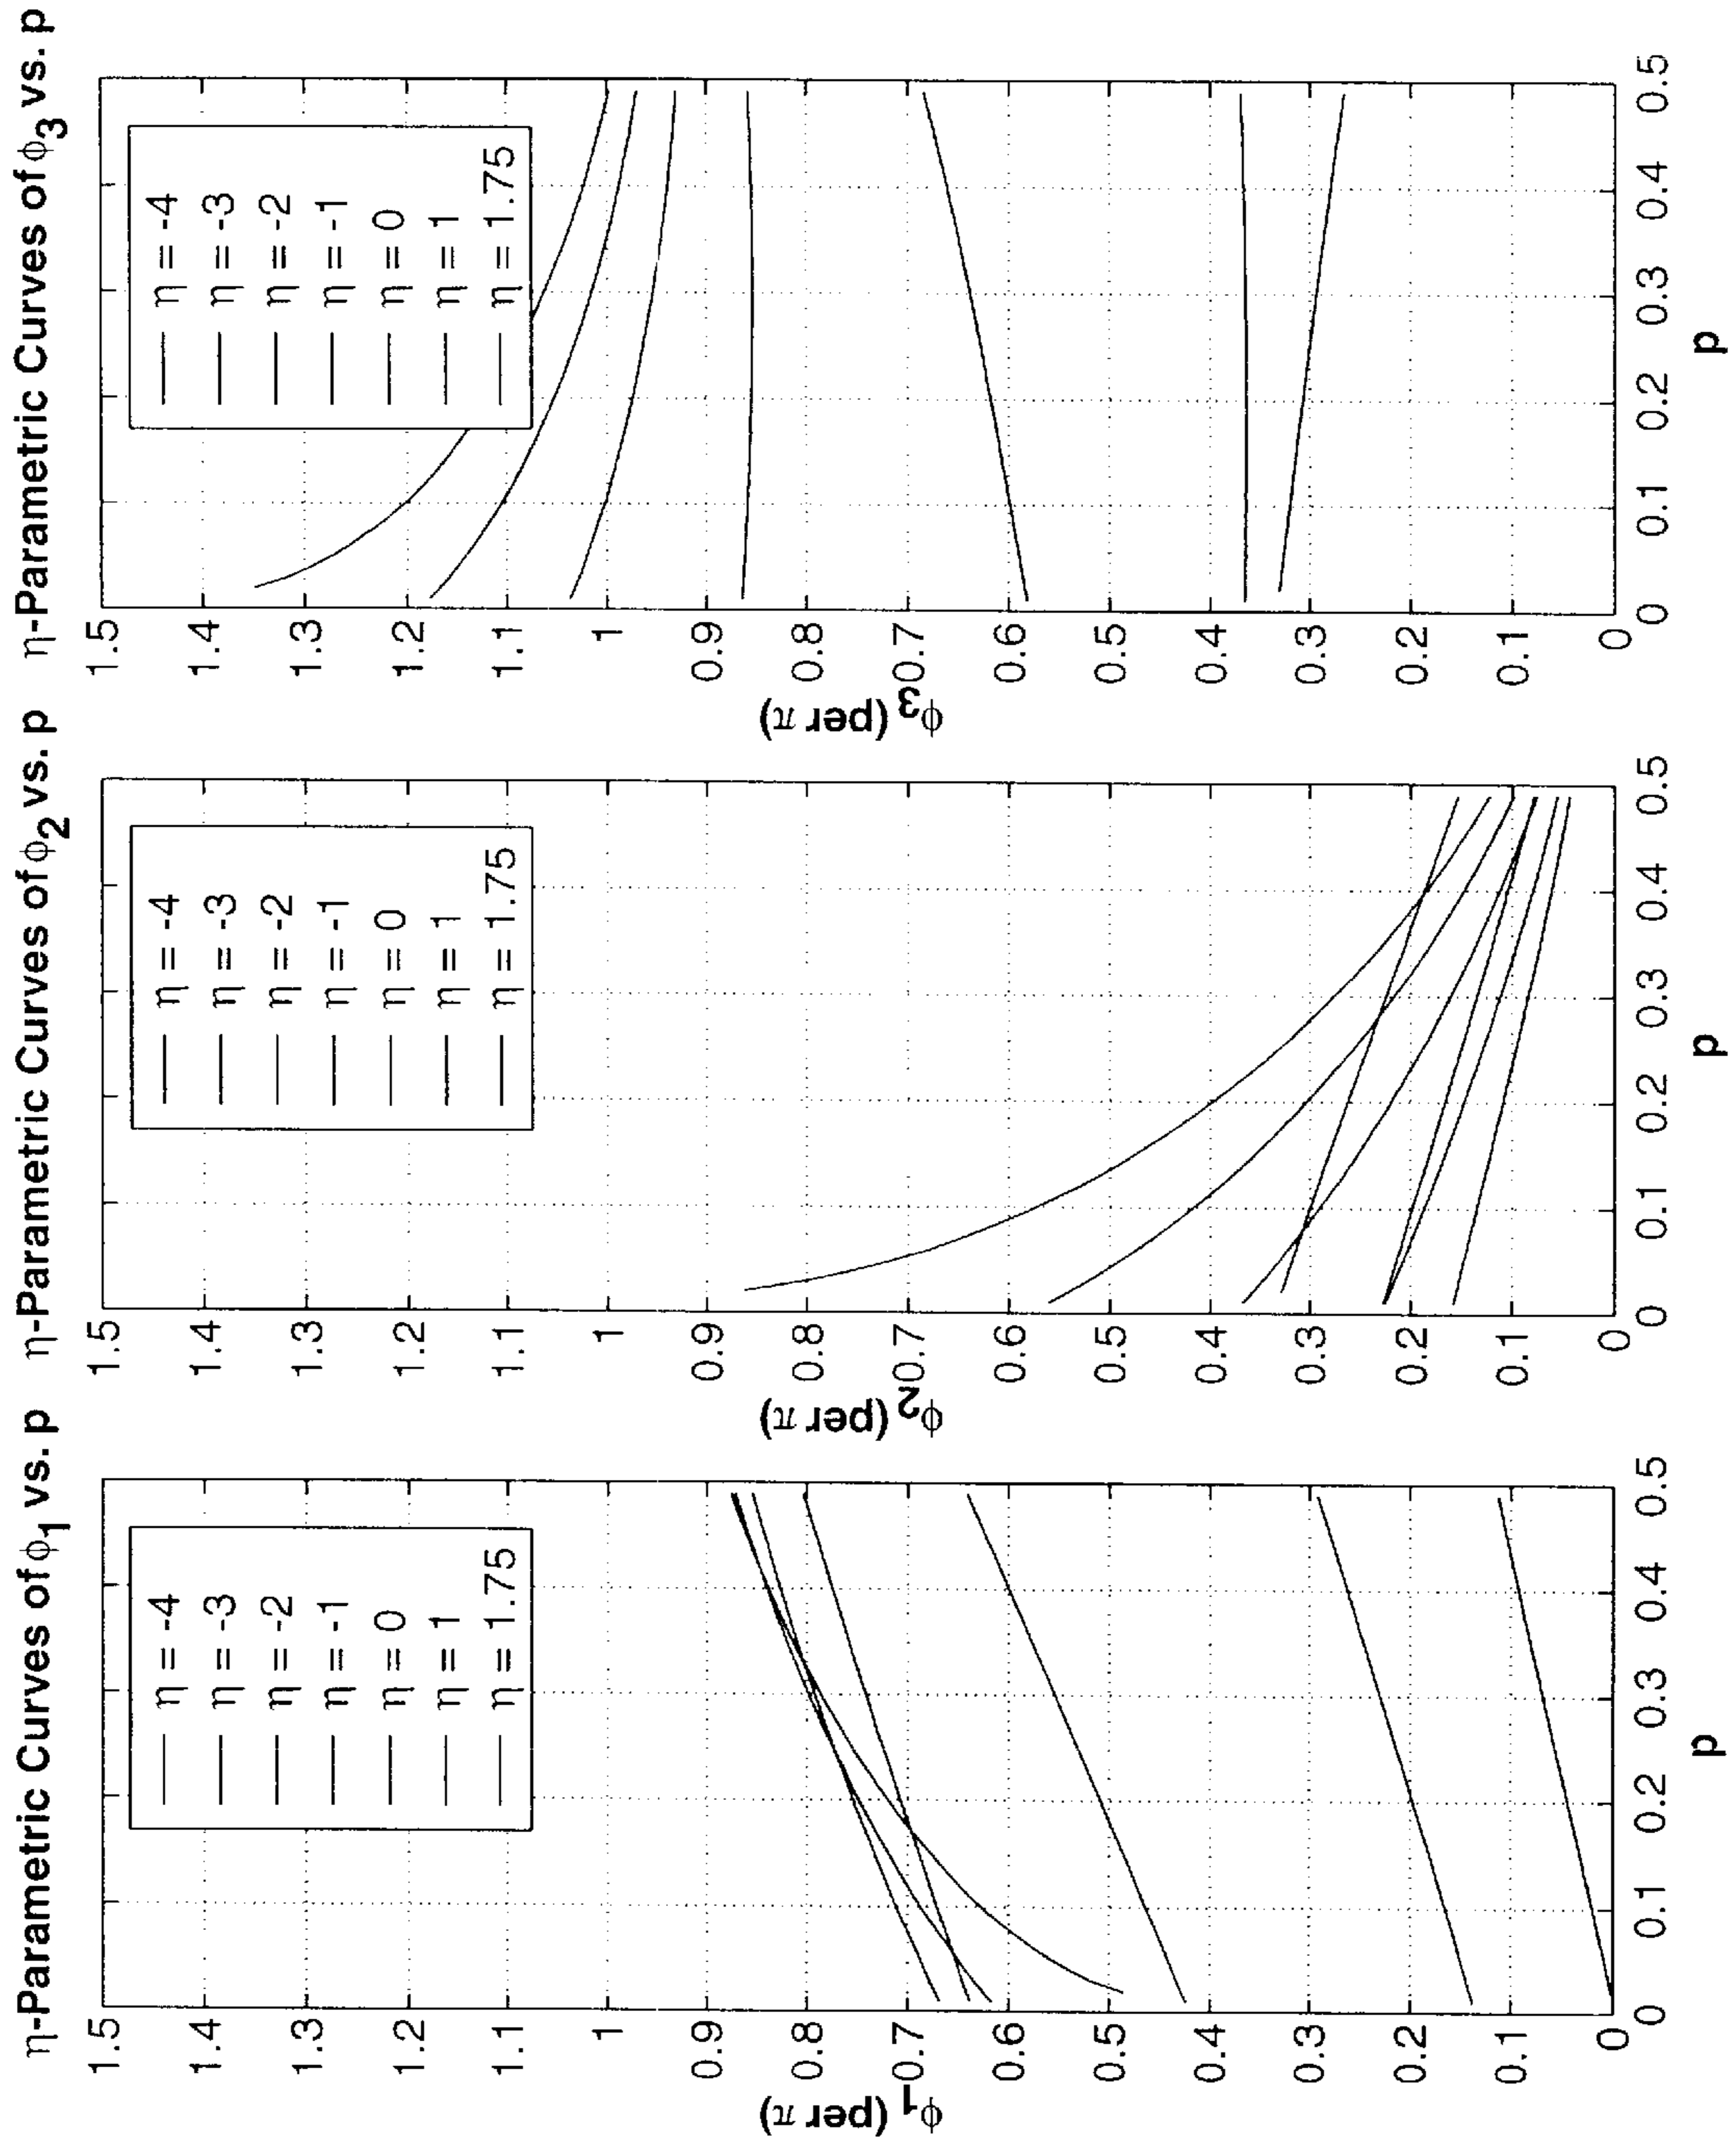 η-Parametric Curves of ϕ1 vs. p
η = -4
η = -3
η = -2
η = -1
η = 0
η = 1
η = 1.75
1.5
1.4
1.3
1.2
1.1
1
0.9
0.8
0.7
0.6
0.5
0.4
0.3
0.2
0.1
0
ϕ1 (per π)
0
0.1
0.2
0.3
0.4
0.5
p
η-Parametric Curves of ϕ2 vs. p
η = -4
η = -3
η = -2
η = -1
η = 0
η = 1
η = 1.75
1.5
1.4
1.3
1.2
1.1
1
0.9
0.8
0.7
0.6
0.5
0.4
0.3
0.2
0.1
0
ϕ2 (per π)
0
0.1
0.2
0.3
0.4
0.5
p
η-Parametric Curves of ϕ3 vs. p
η = -4
η = -3
η = -2
η = -1
η = 0
η = 1
η = 1.75
1.5
1.4
1.3
1.2
1.1
1
0.9
0.8
0.7
0.6
0.5
0.4
0.3
0.2
0.1
0
ϕ3 (per π)
0
0.1
0.2
0.3
0.4
0.5
p